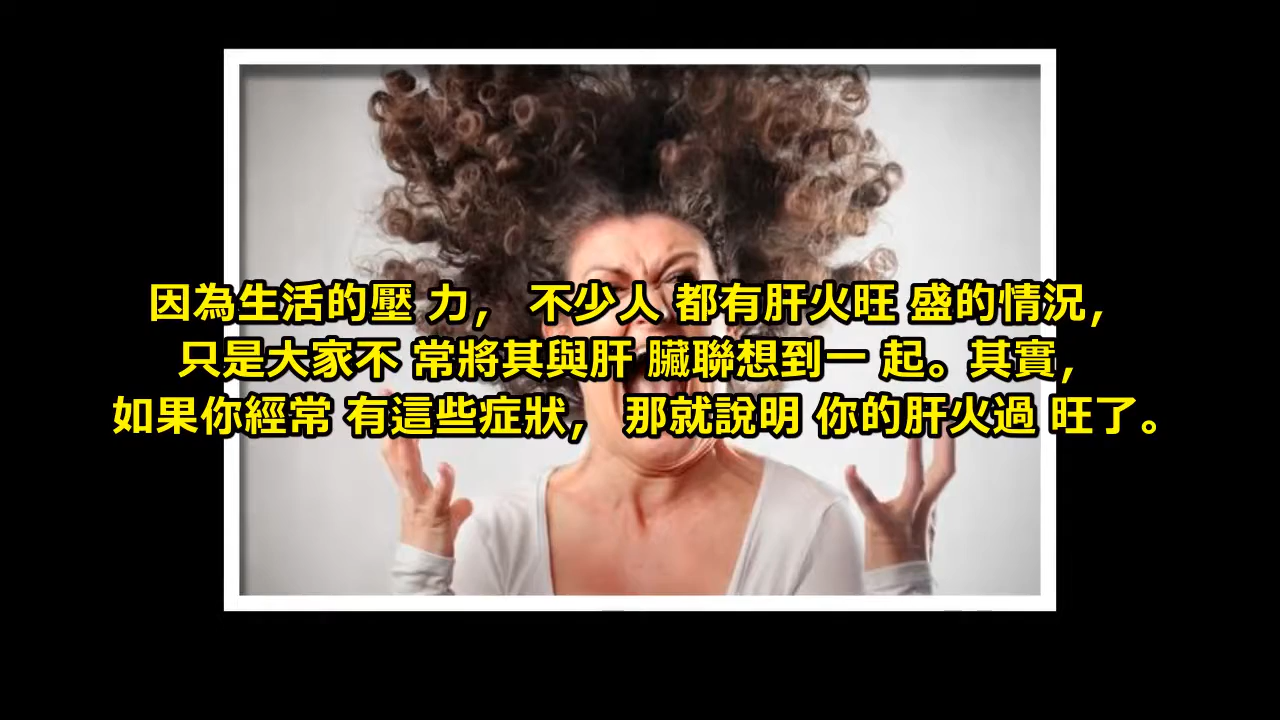 因為生活的壓 力， 不少人 都有肝火旺 盛的情況，
只是大家不 常將其與肝 臟聯想到一 起。其實，
如果你經常 有這些症狀， 那就說明 你的肝火過 旺了。